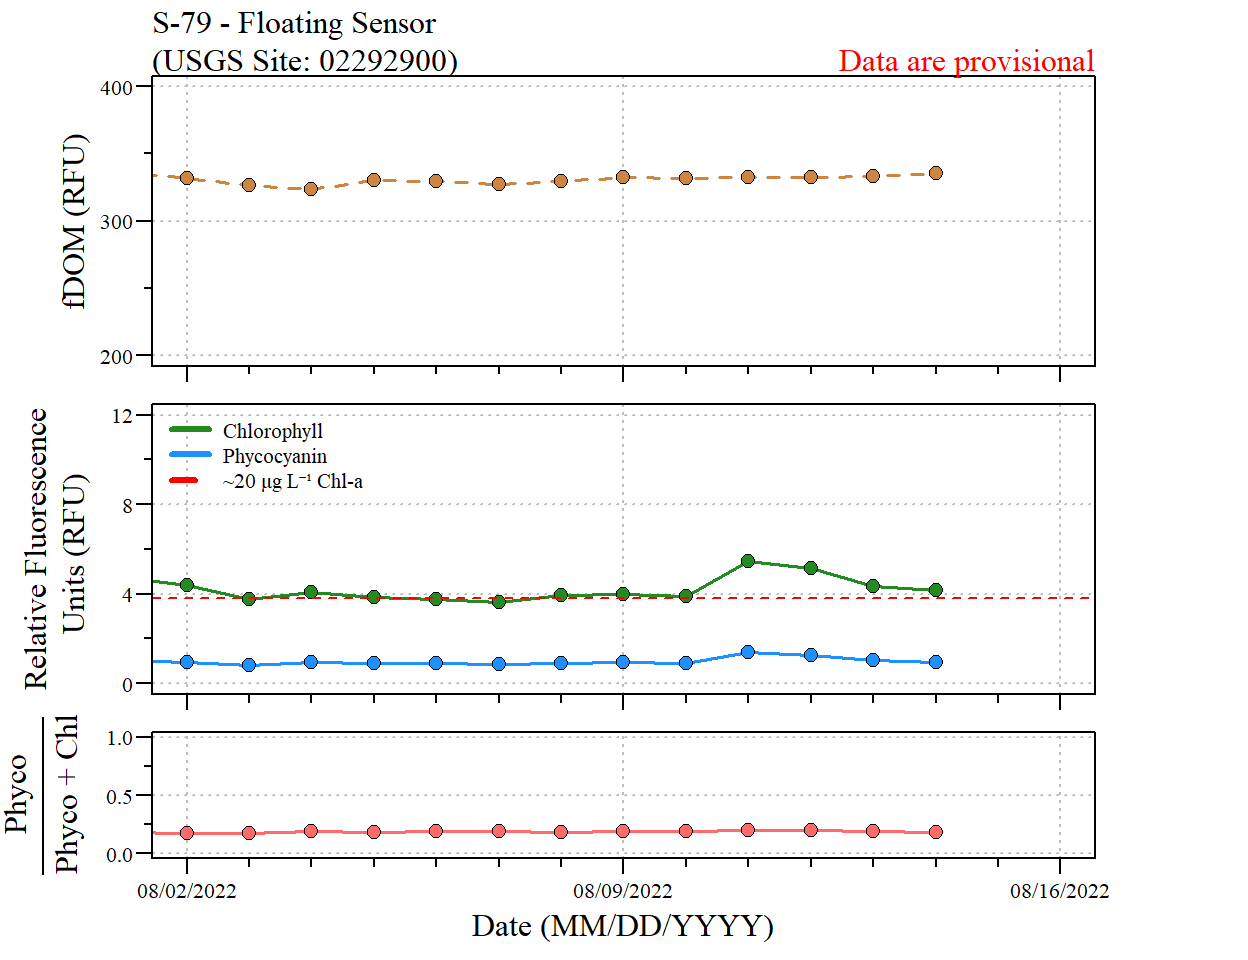 S-79 - Floating Sensor
(USGS Site: 02292900)
Data are provisional
400
300
200
fDOM (RFU)
12
8
4
0
Relative Fluorescence
Units (RFU)
Chlorophyll
Phycocyanin
~20 µg L⁻¹ Chl-a
1.0
0.5
0.0
Phyco
Phyco + Chl
08/02/2022
08/09/2022
08/16/2022
Date (MM/DD/YYYY)